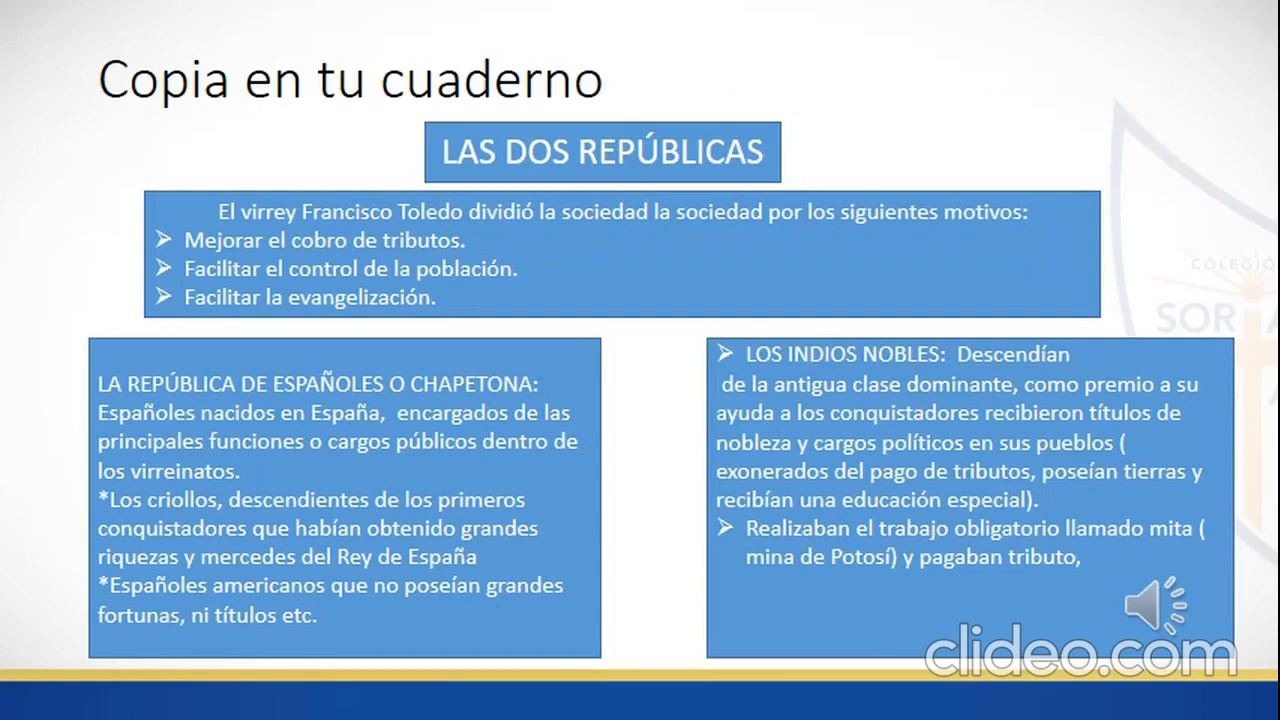 Copia en tu cuaderno
LAS DOS REPÚBLICAS
El virrey Francisco Toledo dividió la sociedad la sociedad por los siguientes motivos:
➢ Mejorar el cobro de tributos.
➢ Facilitar el control de la población.
➢ Facilitar la evangelización.
LA REPÚBLICA DE ESPAÑOLES O CHAPETONA:
Españoles nacidos en España, encargados de las
principales funciones o cargos públicos dentro de
los virreinatos.
*Los criollos, descendientes de los primeros
conquistadores que habían obtenido grandes
riquezas y mercedes del Rey de España
*Españoles americanos que no poseían grandes
fortunas, ni títulos etc.
➢ LOS INDIOS NOBLES: Descendían
de la antigua clase dominante, como premio a su
ayuda a los conquistadores recibieron títulos de
nobleza y cargos políticos en sus pueblos (
exonerados del pago de tributos, poseían tierras y
recibían una educación especial).
➢ Realizaban el trabajo obligatorio llamado mita (
mina de Potosí) y pagaban tributo,
COLEGIO
clideo.com